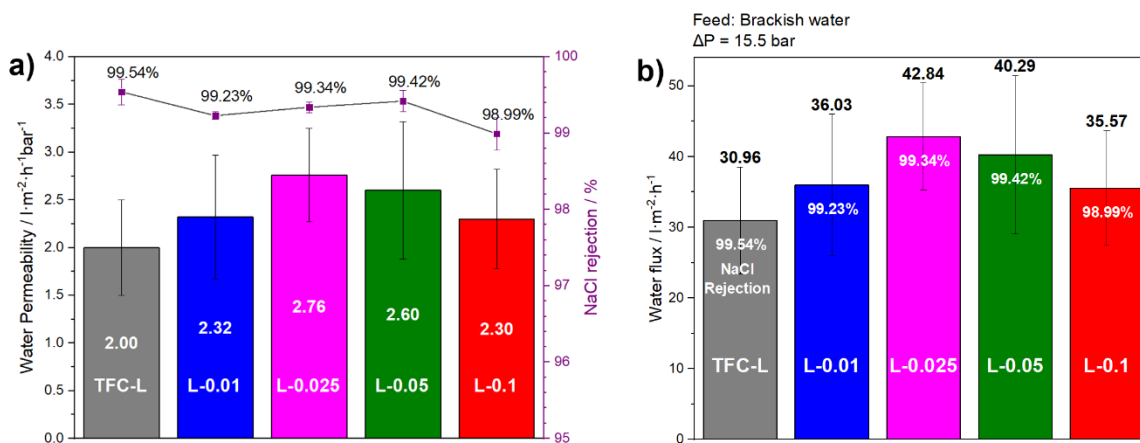 a)
Water Permeability / l·m⁻²·h⁻¹bar⁻¹
4.0
3.5
3.0
2.5
2.0
1.5
1.0
0.5
0.0
99.54%
99.23%
99.34%
99.42%
98.99%
2.00
2.32
2.76
2.60
2.30
TFC-L
L-0.01
L-0.025
L-0.05
L-0.1
100
99
98
97
96
95
NaCl rejection / %
Feed: Brackish water
ΔP = 15.5 bar
b)
Water flux / l·m⁻²·h⁻¹
50
40
30
20
10
0
30.96
36.03
42.84
40.29
35.57
99.54%
NaCl
Rejection
99.23%
99.34%
99.42%
98.99%
TFC-L
L-0.01
L-0.025
L-0.05
L-0.1